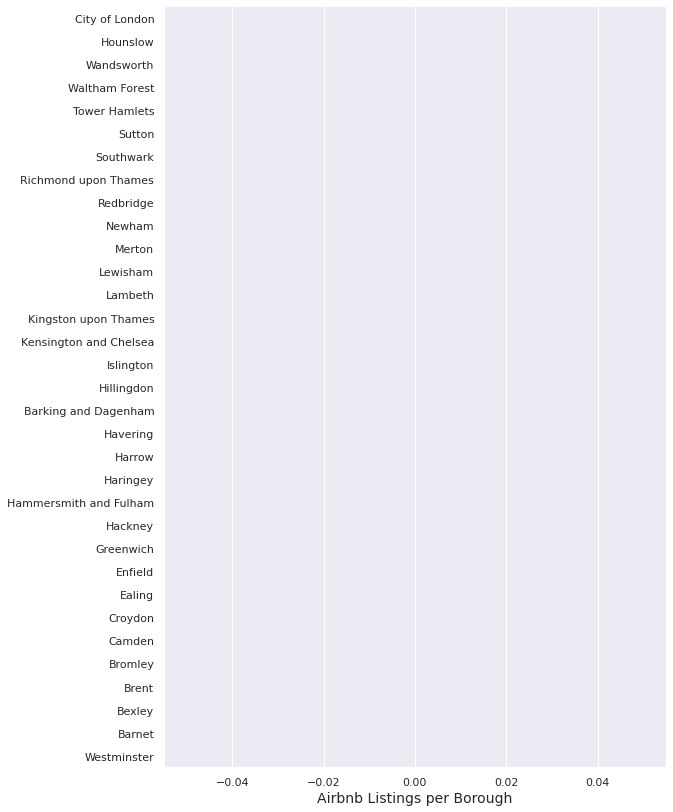 City of London
Hounslow
Wandsworth
Waltham Forest
Tower Hamlets
Sutton
Southwark
Richmond upon Thames
Redbridge
Newham
Merton
Lewisham
Lambeth
Kingston upon Thames
Kensington and Chelsea
Islington
Hillingdon
Barking and Dagenham
Havering
Harrow
Haringey
Hammersmith and Fulham
Hackney
Greenwich
Enfield
Ealing
Croydon
Camden
Bromley
Brent
Bexley
Barnet
Westminster
−0.04 −0.02 0.00 0.02 0.04
Airbnb Listings per Borough